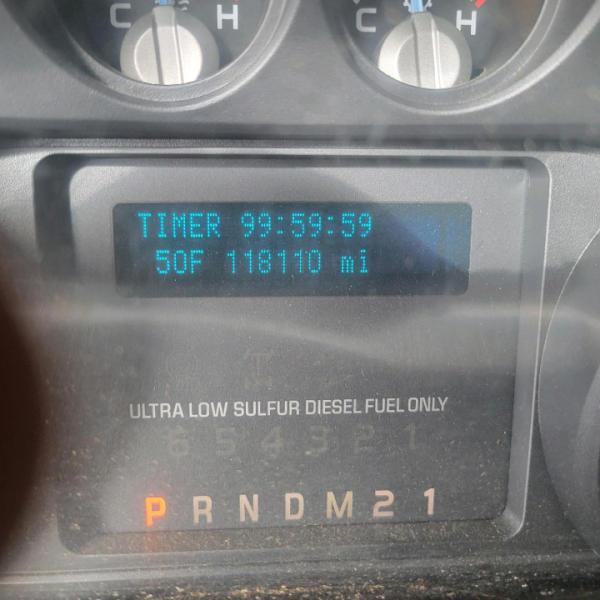 C H C H
TIMER 99:59:59
50F 118110 mi
ULTRA LOW SULFUR DIESEL FUEL ONLY
6 5 4 3 2 1
P R N D M 2 1